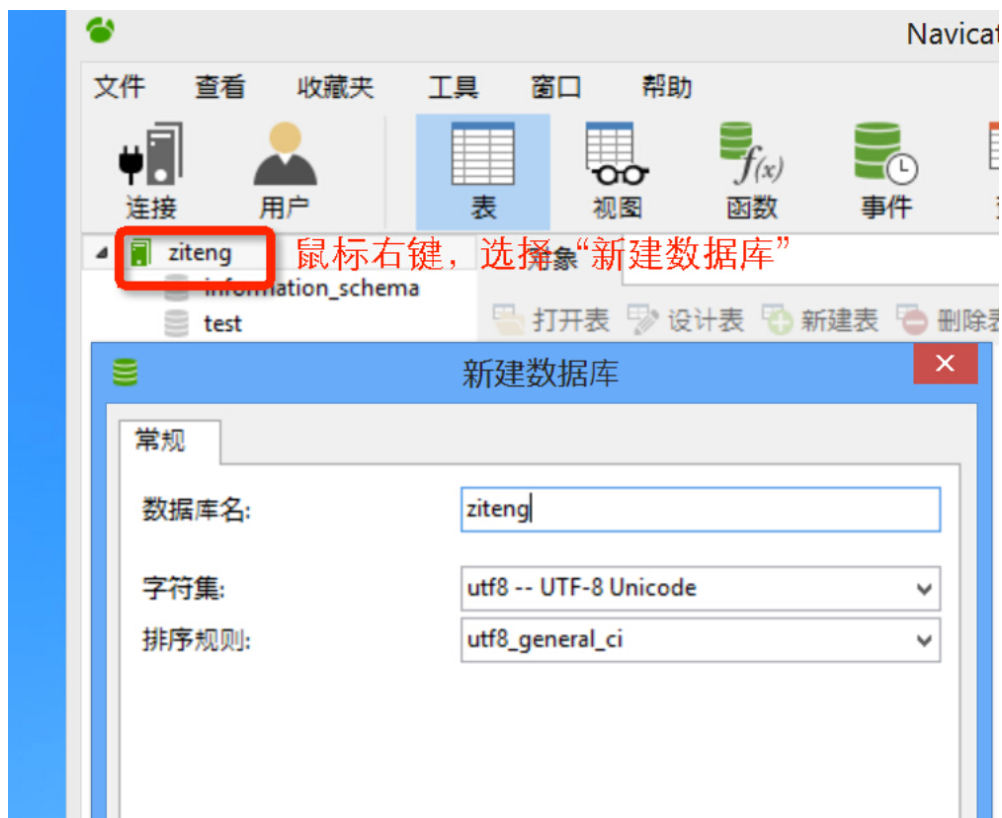 Navicat
文件 查看 收藏夹 工具 窗口 帮助
连接 用户 表 视图 函数 事件
ziteng 鼠标右键，选择“新建数据库”
对象
information_schema
test 打开表 设计表 新建表 删除表
新建数据库
常规
数据库名: ziteng
字符集: utf8 -- UTF-8 Unicode
排序规则: utf8_general_ci